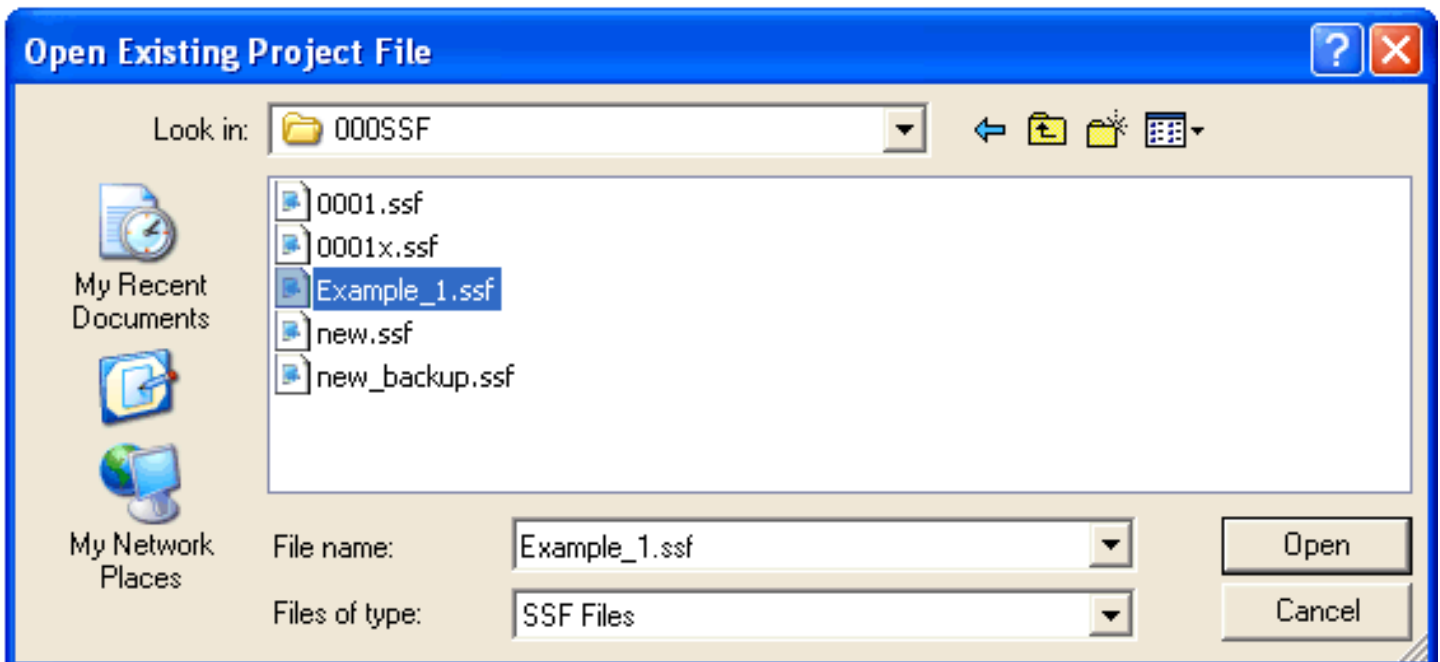 Open Existing Project File
Look in: 000SSF
0001.ssf
0001x.ssf
Example_1.ssf
new.ssf
new_backup.ssf
My Recent
Documents
My Network
Places
File name: Example_1.ssf Open
Files of type: SSF Files Cancel